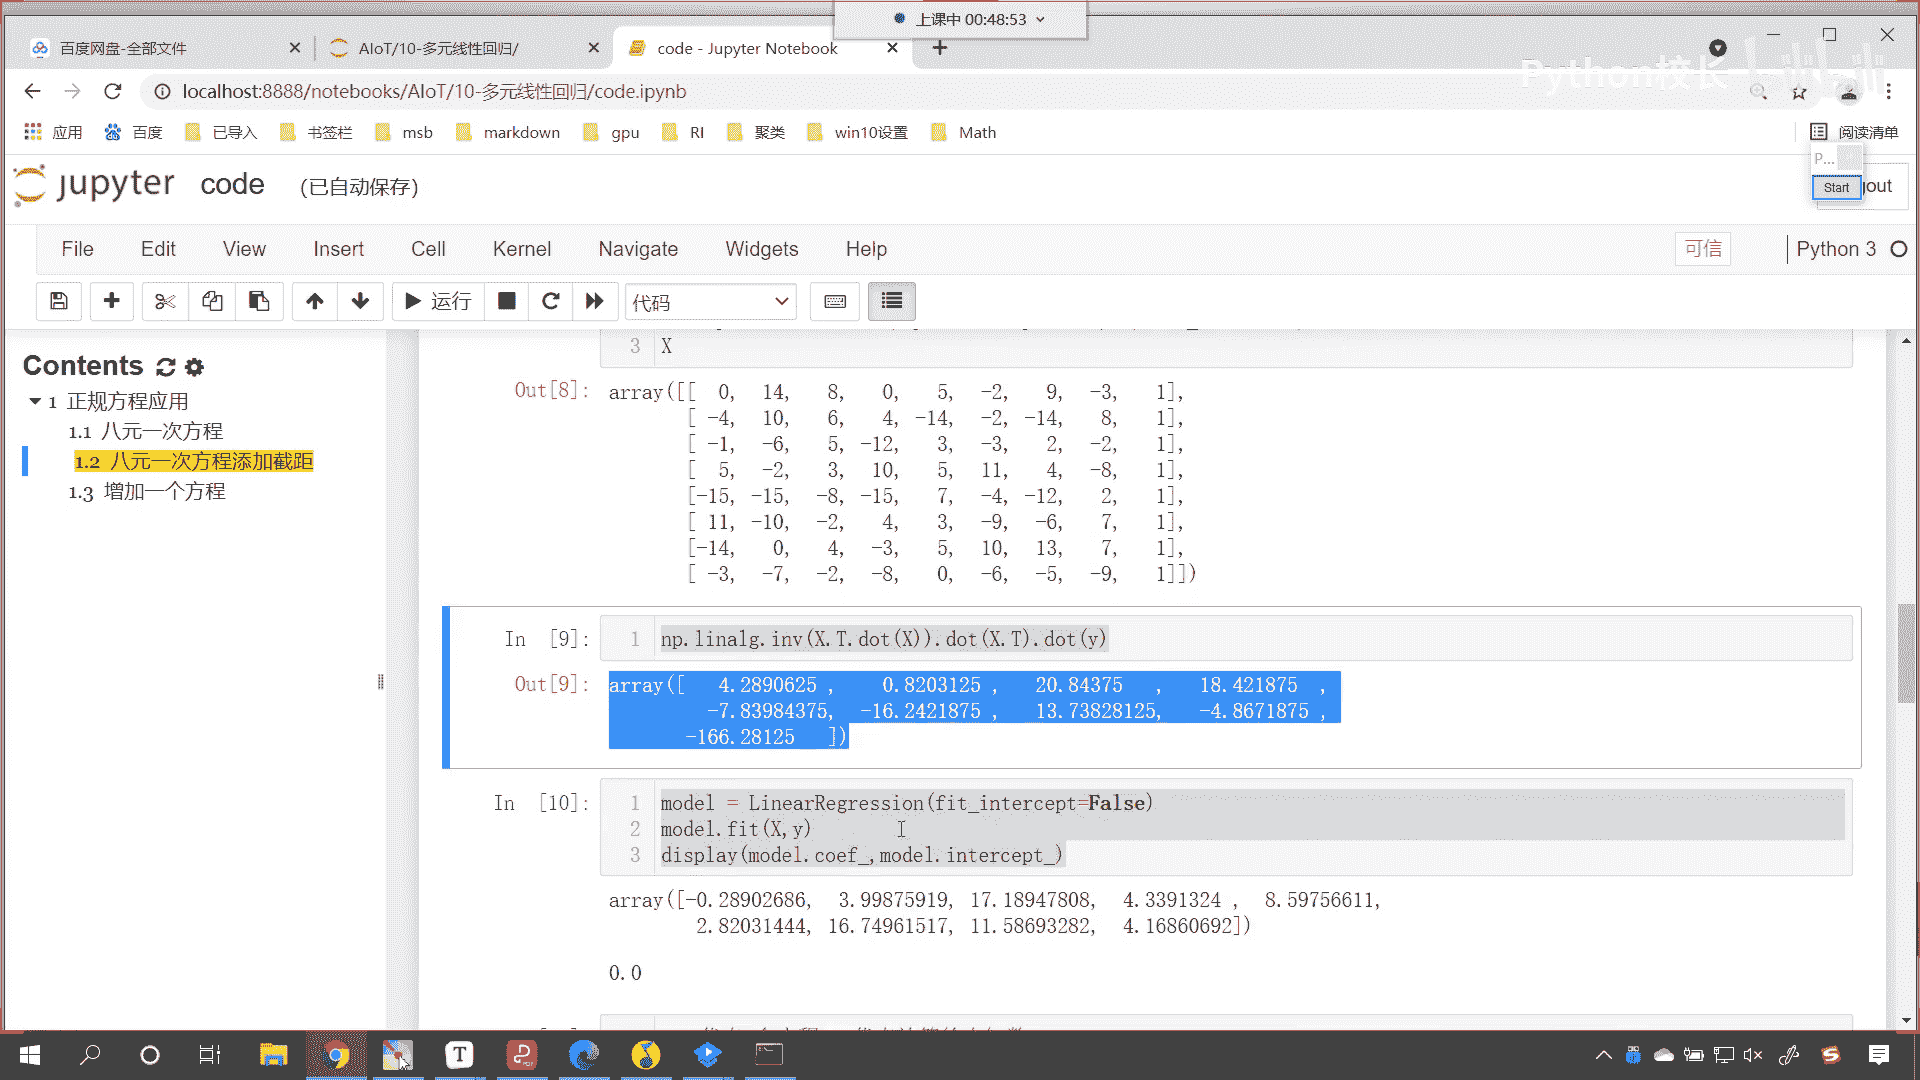 上课中 00:48:53
百度网盘-全部文件
AIoT/10-多元线性回归/
code - Jupyter Notebook
Python校长
localhost:8888/notebooks/AIoT/10-多元线性回归/code.ipynb
应用 百度 已导入 书签栏 msb markdown gpu RI 聚类 win10设置 Math 阅读清单
P...
Start
out
jupyter code (已自动保存)
File Edit View Insert Cell Kernel Navigate Widgets Help 可信 Python 3
运行 代码
Contents
1 正规方程应用
1.1 八元一次方程
1.2 八元一次方程添加截距
1.3 增加一个方程
3 X
Out[8]: array([[ 0, 14, 8, 0, 5, -2, 9, -3, 1],
[ -4, 10, 6, 4, -14, -2, -14, 8, 1],
[ -1, -6, 5, -12, 3, -3, 2, -2, 1],
[ 5, -2, 3, 10, 5, 11, 4, -8, 1],
[-15, -15, -8, -15, 7, -4, -12, 2, 1],
[ 11, -10, -2, 4, 3, -9, -6, 7, 1],
[-14, 0, 4, -3, 5, 10, 13, 7, 1],
[ -3, -7, -2, -8, 0, -6, -5, -9, 1]])
In [9]: 1 np.linalg.inv(X.T.dot(X)).dot(X.T).dot(y)
Out[9]: array([ 4.2890625 , 0.8203125 , 20.84375 , 18.421875 ,
-7.83984375, -16.2421875 , 13.73828125, -4.8671875 ,
-166.28125 ])
In [10]: 1 model = LinearRegression(fit_intercept=False)
2 model.fit(X,y)
3 display(model.coef_,model.intercept_)
array([-0.28902686, 3.99875919, 17.18947808, 4.3391324 , 8.59756611,
2.82031444, 16.74961517, 11.58693282, 4.16860692])
0.0